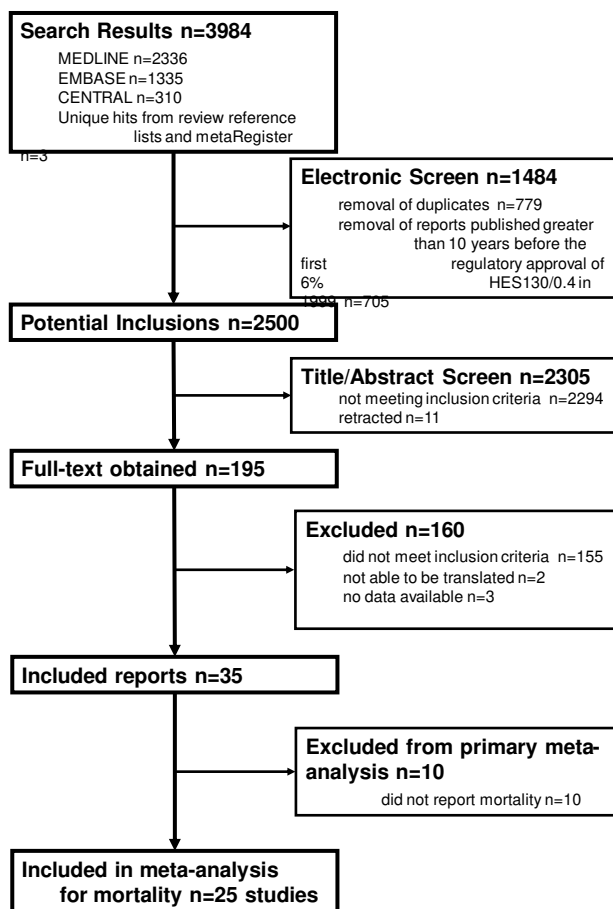 Search Results n=3984
MEDLINE n=2336
EMBASE n=1335
CENTRAL n=310
Unique hits from review reference
lists and metaRegister
n=3
Electronic Screen n=1484
removal of duplicates n=779
removal of reports published greater
than 10 years before the
first regulatory approval of
6% HES130/0.4 in
1999 n=705
Potential Inclusions n=2500
Title/Abstract Screen n=2305
not meeting inclusion criteria n=2294
retracted n=11
Full-text obtained n=195
Excluded n=160
did not meet inclusion criteria n=155
not able to be translated n=2
no data available n=3
Included reports n=35
Excluded from primary meta-
analysis n=10
did not report mortality n=10
Included in meta-analysis
for mortality n=25 studies